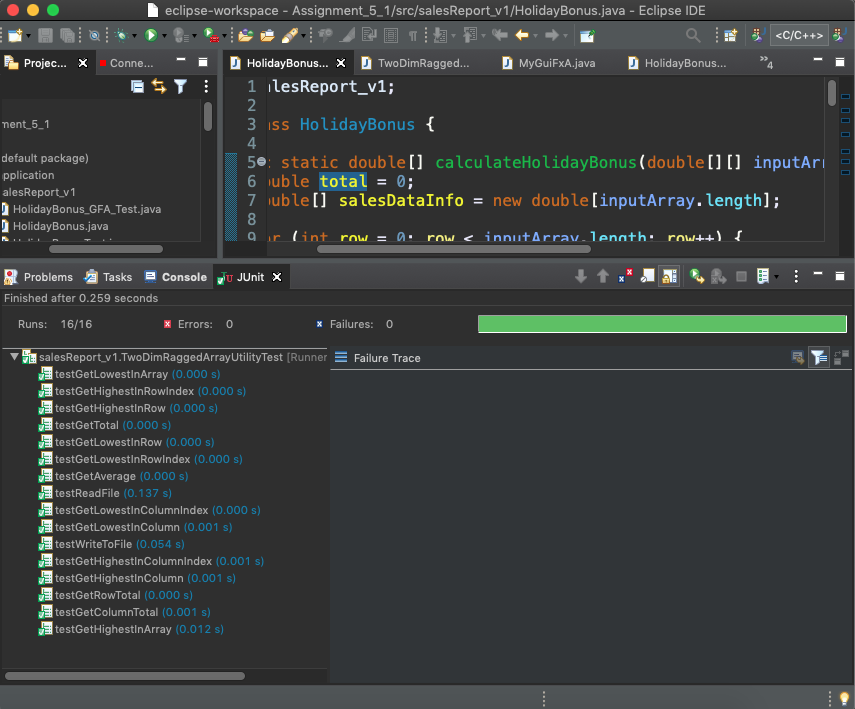 eclipse-workspace - Assignment_5_1/src/salesReport_v1/HolidayBonus.java - Eclipse IDE
<C/C++>
Projec... Conne...
HolidayBonus.... TwoDimRagged... MyGuiFxA.java HolidayBonus... »4
ment_5_1
default package)
pplication
alesReport_v1
HolidayBonus_GFA_Test.java
HolidayBonus.java
1 alesReport_v1;
2
3 ass HolidayBonus {
4
5 static double[] calculateHolidayBonus(double[][] inputAr
6 ouble total = 0;
7 ouble[] salesDataInfo = new double[inputArray.length];
8
9 r (int row = 0; row < inputArray.length; row++) {
Problems Tasks Console JUnit
Finished after 0.259 seconds
Runs: 16/16 Errors: 0 Failures: 0
salesReport_v1.TwoDimRaggedArrayUtilityTest [Runner
Failure Trace
testGetLowestInArray (0.000 s)
testGetHighestInRowIndex (0.000 s)
testGetHighestInRow (0.000 s)
testGetTotal (0.000 s)
testGetLowestInRow (0.000 s)
testGetLowestInRowIndex (0.000 s)
testGetAverage (0.000 s)
testReadFile (0.137 s)
testGetLowestInColumnIndex (0.000 s)
testGetLowestInColumn (0.001 s)
testWriteToFile (0.054 s)
testGetHighestInColumnIndex (0.001 s)
testGetHighestInColumn (0.001 s)
testGetRowTotal (0.000 s)
testGetColumnTotal (0.001 s)
testGetHighestInArray (0.012 s)